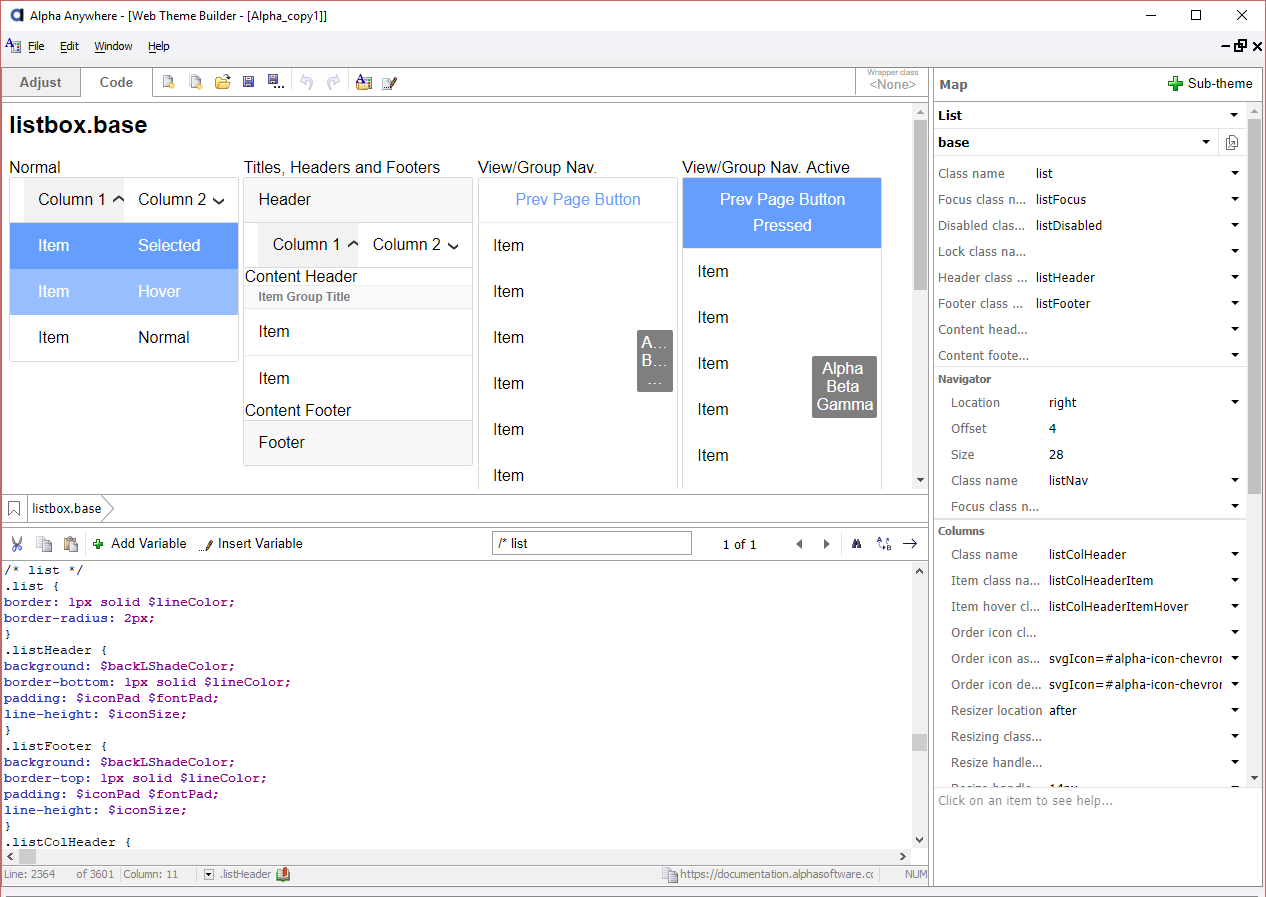 Alpha Anywhere - [Web Theme Builder - [Alpha_copy1]]
File Edit Window Help
Adjust Code
Wrapper class
<None>
listbox.base
Normal
Column 1 Column 2
Item Selected
Item Hover
Item Normal
Titles, Headers and Footers
Header
Column 1 Column 2
Content Header
Item Group Title
Item
Item
Content Footer
Footer
View/Group Nav.
Prev Page Button
Item
Item
Item
Item
Item
Item
A...
B...
...
View/Group Nav. Active
Prev Page Button
Pressed
Item
Item
Item
Item
Item
Alpha
Beta
Gamma
listbox.base
Add Variable Insert Variable /* list 1 of 1
/* list */
.list {
border: 1px solid $lineColor;
border-radius: 2px;
}
.listHeader {
background: $backLShadeColor;
border-bottom: 1px solid $lineColor;
padding: $iconPad $fontPad;
line-height: $iconSize;
}
.listFooter {
background: $backLShadeColor;
border-top: 1px solid $lineColor;
padding: $iconPad $fontPad;
line-height: $iconSize;
}
.listColHeader {
Line: 2364 of 3601 Column: 11 .listHeader https://documentation.alphasoftware.cc NUM
Map Sub-theme
List
base
Class name list
Focus class n... listFocus
Disabled clas... listDisabled
Lock class na...
Header class ... listHeader
Footer class ... listFooter
Content head...
Content foote...
Navigator
Location right
Offset 4
Size 28
Class name listNav
Focus class n...
Columns
Class name listColHeader
Item class na... listColHeaderItem
Item hover cl... listColHeaderItemHover
Order icon cl...
Order icon as... svgIcon=#alpha-icon-chevror
Order icon de... svgIcon=#alpha-icon-chevror
Resizer location after
Resizing class...
Resize handle...
Click on an item to see help...